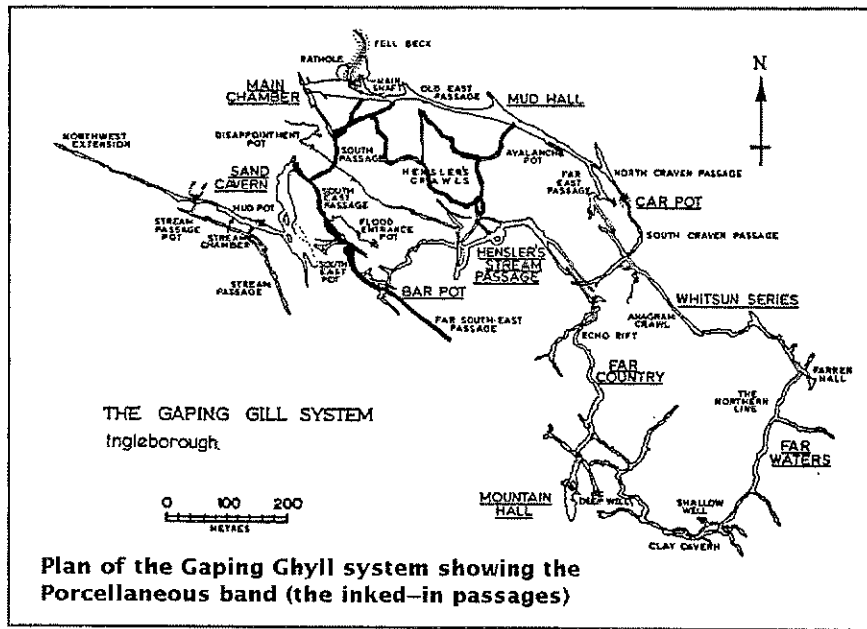 FELL BECK
RATHOLE
MAIN
CHAMBER
MAIN
SHAFT
OLD EAST
PASSAGE
MUD HALL
N
NORTHWEST
EXTENSION
DISAPPOINTMENT
POT
SOUTH
PASSAGE
AVALANCHE
POT
SAND
CAVERN
HENSLER'S
CRAWLS
FAR
EAST
PASSAGE
NORTH CRAVEN PASSAGE
CAR POT
SOUTH
EAST
PASSAGE
MUD POT
FLOOD
ENTRANCE
POT
STREAM
PASSAGE
POT
STREAM
CHAMBER
SOUTH CRAVEN PASSAGE
HENSLER'S
STREAM
PASSAGE
SOUTH
EAST
POT
STREAM
PASSAGE
BAR POT
WHITSUN SERIES
ANAGRAM
CRAWL
FAR SOUTH-EAST
PASSAGE
ECHO RIFT
FAR
COUNTRY
FARRER
HALL
THE
NORTHERN
LINE
THE GAPING GILL SYSTEM
Ingleborough.
FAR
WATERS
0 100 200
METRES
MOUNTAIN
HALL
DEEP WELL
SHALLOW
WELL
CLAY CAVERN
Plan of the Gaping Ghyll system showing the
Porcellaneous band (the inked-in passages)